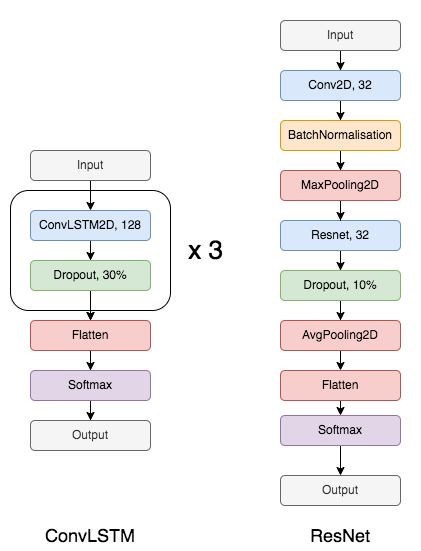 Input
ConvLSTM2D, 128
Dropout, 30%
x 3
Flatten
Softmax
Output
ConvLSTM
Input
Conv2D, 32
BatchNormalisation
MaxPooling2D
Resnet, 32
Dropout, 10%
AvgPooling2D
Flatten
Softmax
Output
ResNet